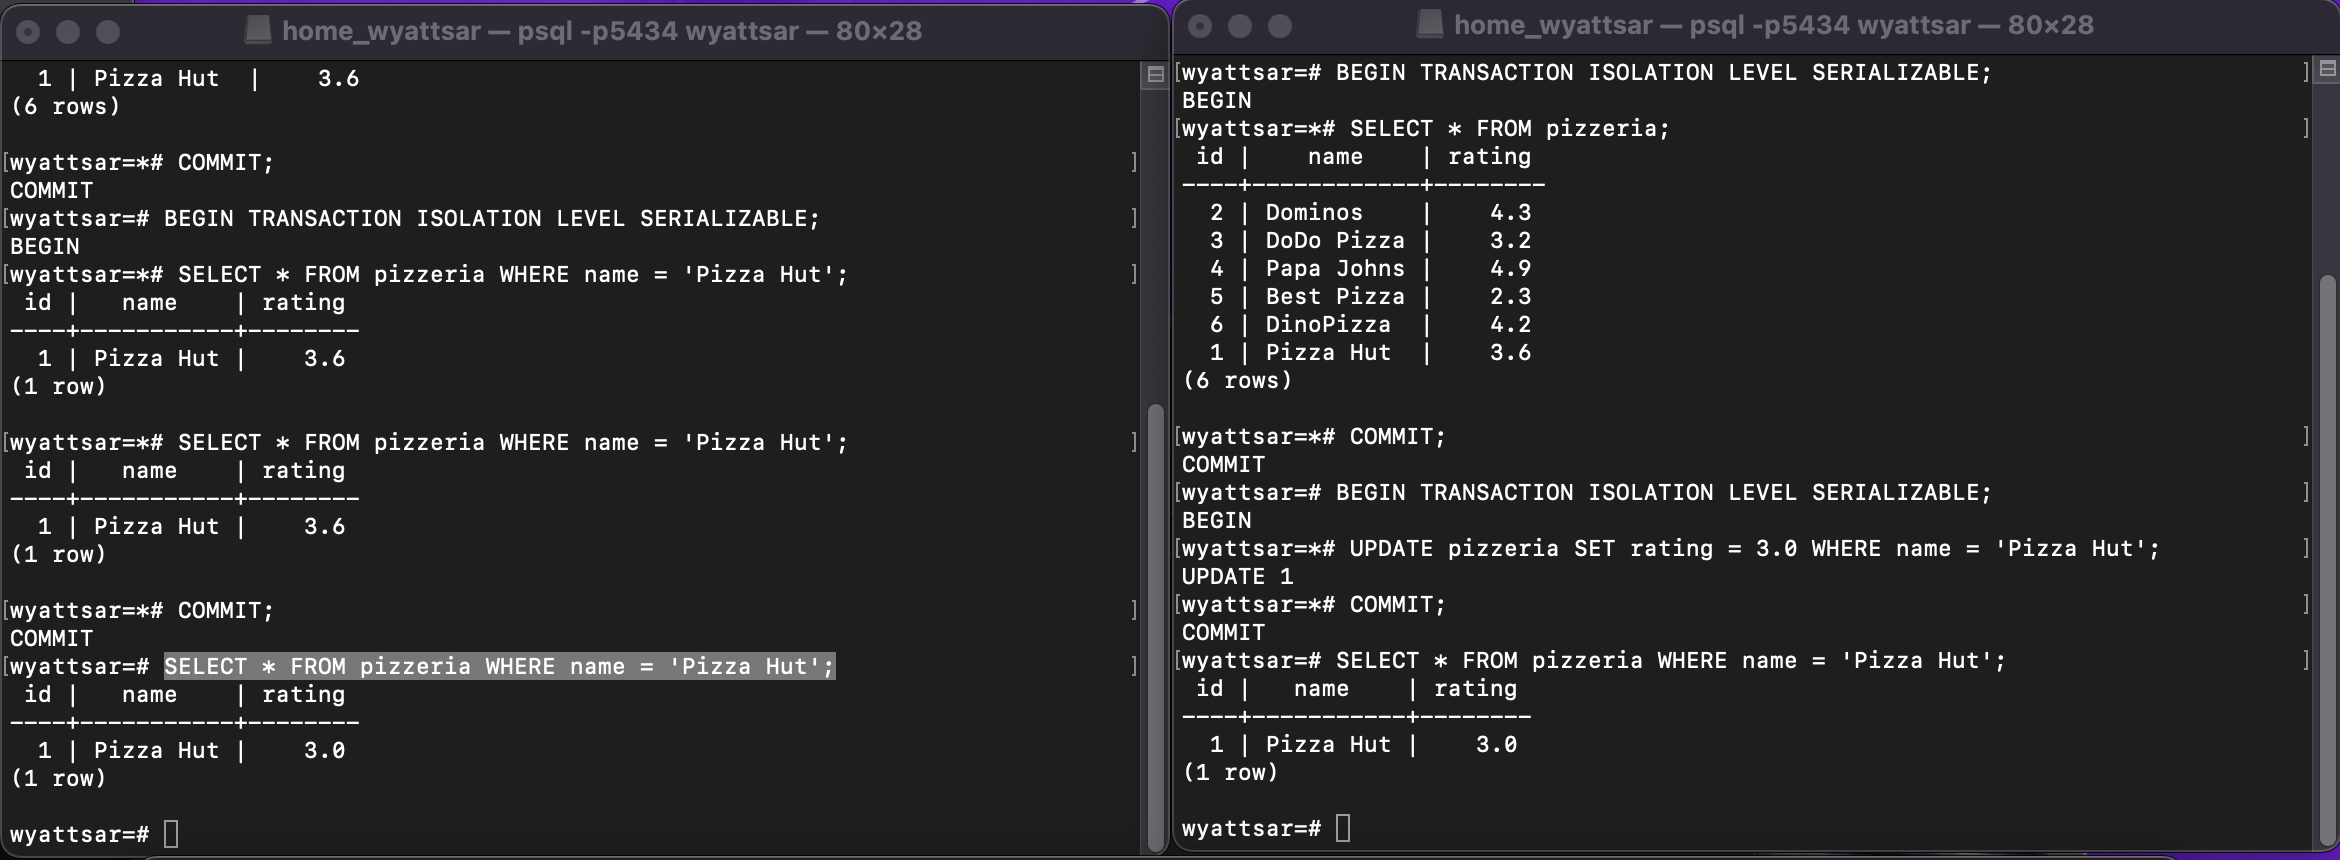 home_wyattsar — psql -p5434 wyattsar — 80×28
  1 | Pizza Hut  |    3.6
(6 rows)
[wyattsar=*# COMMIT; ]
COMMIT
[wyattsar=# BEGIN TRANSACTION ISOLATION LEVEL SERIALIZABLE; ]
BEGIN
[wyattsar=*# SELECT * FROM pizzeria WHERE name = 'Pizza Hut'; ]
 id |   name    | rating
----+-----------+--------
  1 | Pizza Hut |    3.6
(1 row)
[wyattsar=*# SELECT * FROM pizzeria WHERE name = 'Pizza Hut'; ]
 id |   name    | rating
----+-----------+--------
  1 | Pizza Hut |    3.6
(1 row)
[wyattsar=*# COMMIT; ]
COMMIT
[wyattsar=# SELECT * FROM pizzeria WHERE name = 'Pizza Hut'; ]
 id |   name    | rating
----+-----------+--------
  1 | Pizza Hut |    3.0
(1 row)
wyattsar=#
home_wyattsar — psql -p5434 wyattsar — 80×28
[wyattsar=# BEGIN TRANSACTION ISOLATION LEVEL SERIALIZABLE; ]
BEGIN
[wyattsar=*# SELECT * FROM pizzeria; ]
 id |    name    | rating
----+------------+--------
  2 | Dominos    |    4.3
  3 | DoDo Pizza |    3.2
  4 | Papa Johns |    4.9
  5 | Best Pizza |    2.3
  6 | DinoPizza  |    4.2
  1 | Pizza Hut  |    3.6
(6 rows)
[wyattsar=*# COMMIT; ]
COMMIT
[wyattsar=# BEGIN TRANSACTION ISOLATION LEVEL SERIALIZABLE; ]
BEGIN
[wyattsar=*# UPDATE pizzeria SET rating = 3.0 WHERE name = 'Pizza Hut'; ]
UPDATE 1
[wyattsar=*# COMMIT; ]
COMMIT
[wyattsar=# SELECT * FROM pizzeria WHERE name = 'Pizza Hut'; ]
 id |   name    | rating
----+-----------+--------
  1 | Pizza Hut |    3.0
(1 row)
wyattsar=#